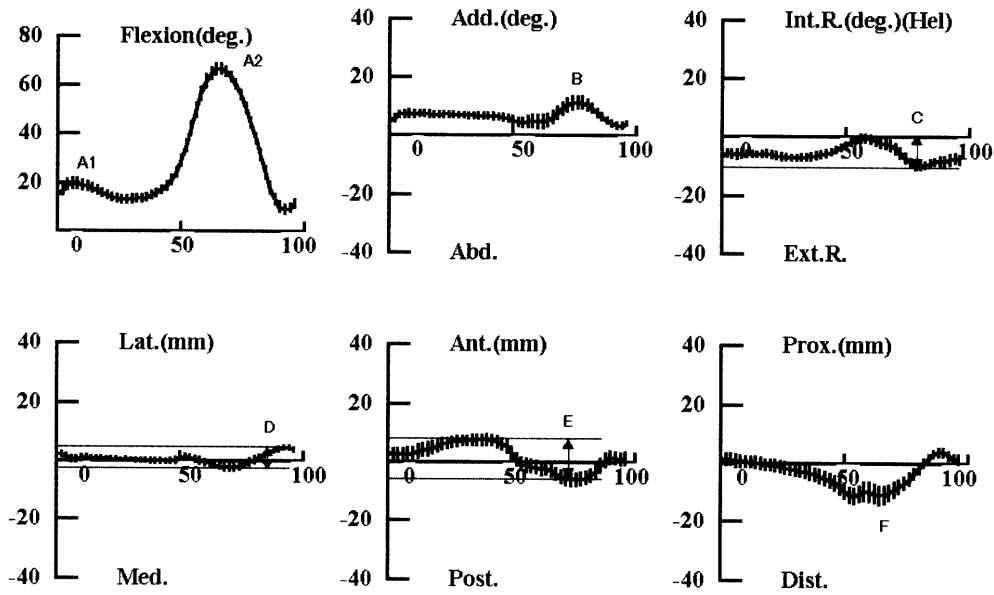 Flexion(deg.)
80
60
40
20
A1
A2
0 50 100
Add.(deg.)
40
20
-20
-40
B
0 50 100
Abd.
Int.R.(deg.)(Hel)
40
20
-20
-40
C
0 50 100
Ext.R.
Lat.(mm)
40
20
-20
-40
D
0 50 100
Med.
Ant.(mm)
40
20
-20
-40
E
0 50 100
Post.
Prox.(mm)
40
20
-20
-40
0 50 100
F
Dist.